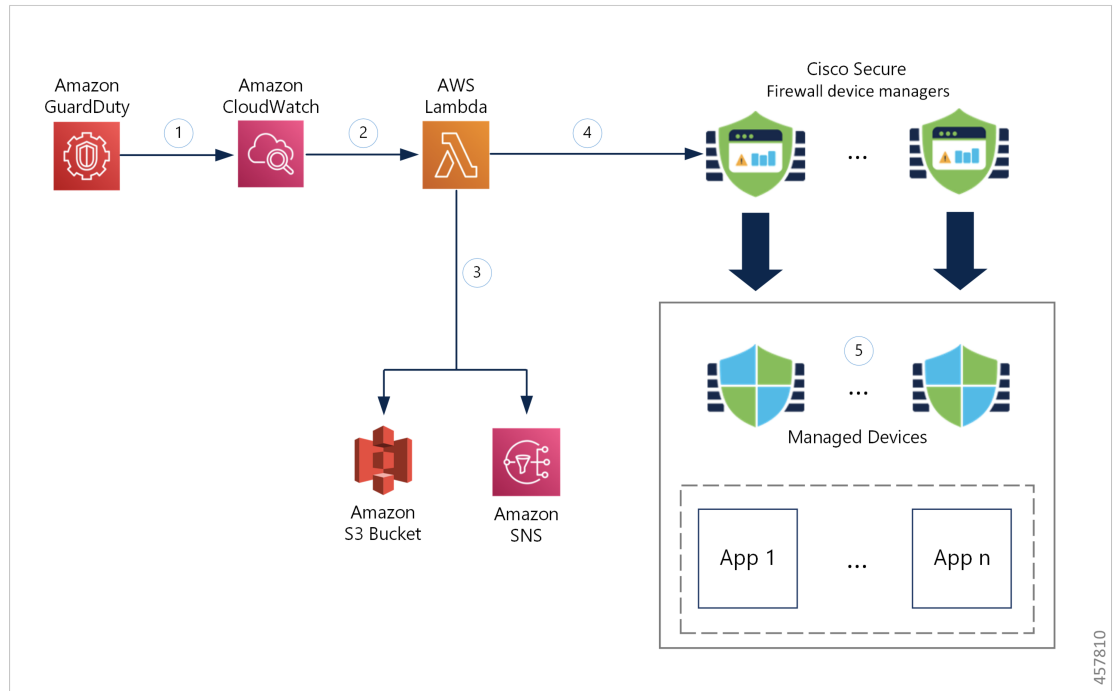 Amazon
GuardDuty
1
Amazon
CloudWatch
2
AWS
Lambda
4
Cisco Secure
Firewall device managers
...
3
5
...
Managed Devices
Amazon
S3 Bucket
Amazon
SNS
App 1
...
App n
457810